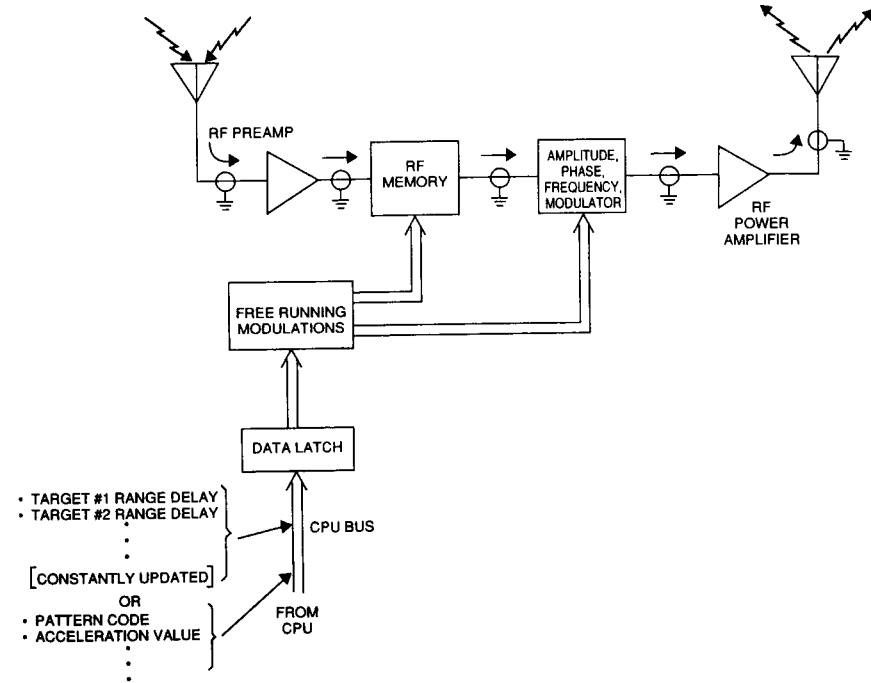 RF PREAMP
RF
MEMORY
AMPLITUDE,
PHASE,
FREQUENCY,
MODULATOR
RF
POWER
AMPLIFIER
FREE RUNNING
MODULATIONS
DATA LATCH
• TARGET #1 RANGE DELAY
• TARGET #2 RANGE DELAY
[CONSTANTLY UPDATED]
OR
• PATTERN CODE
• ACCELERATION VALUE
CPU BUS
FROM
CPU